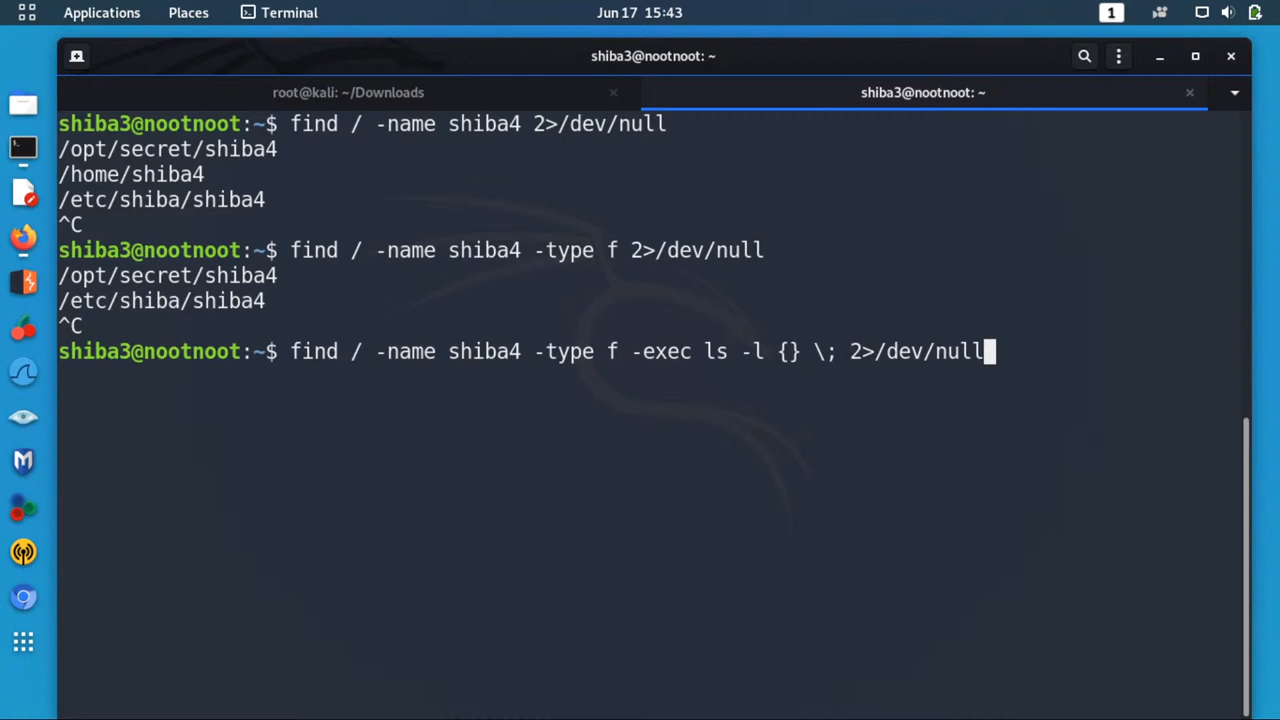 Applications Places Terminal Jun 17 15:43 1
shiba3@nootnoot: ~
root@kali: ~/Downloads shiba3@nootnoot: ~
shiba3@nootnoot:~$ find / -name shiba4 2>/dev/null
/opt/secret/shiba4
/home/shiba4
/etc/shiba/shiba4
^C
shiba3@nootnoot:~$ find / -name shiba4 -type f 2>/dev/null
/opt/secret/shiba4
/etc/shiba/shiba4
^C
shiba3@nootnoot:~$ find / -name shiba4 -type f -exec ls -l {} \; 2>/dev/null